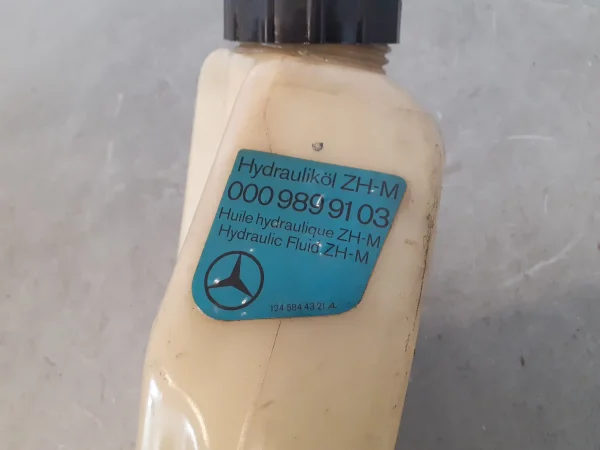 Hydrauliköl ZH-M
000 989 91 03
Huile hydraulique ZH-M
Hydraulic Fluid ZH-M
124 584 43 21 A